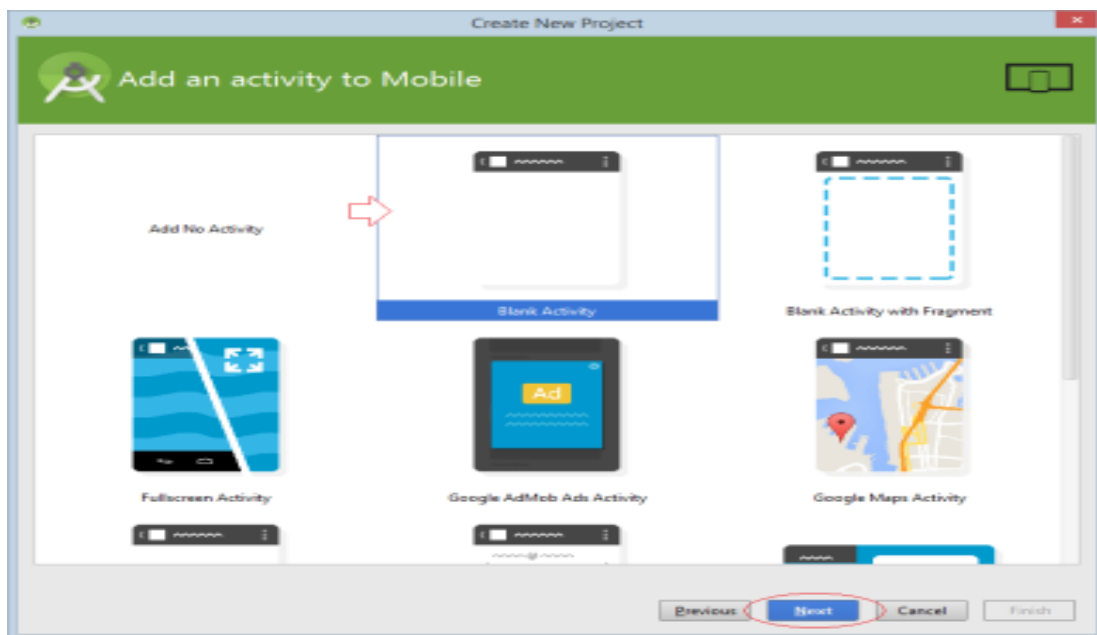 Create New Project
Add an activity to Mobile
Add No Activity
Blank Activity
Blank Activity with Fragment
Ad
Fullscreen Activity
Google AdMob Ads Activity
Google Maps Activity
Previous
Next
Cancel
Finish